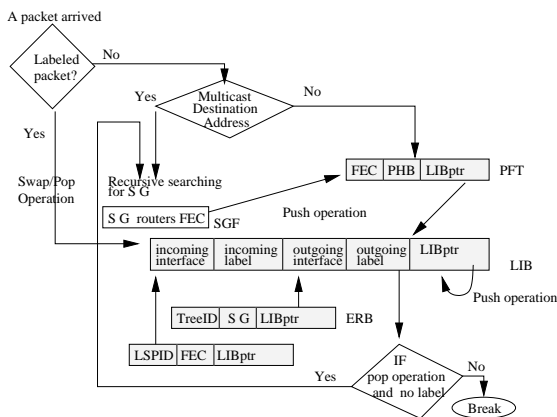 A packet arrived
Labeled
packet?
No
Yes
Multicast
Destination
Address
No
Yes
Swap/Pop
Operation
Recursive searching
for S G
FEC PHB LIBptr
PFT
S G routers FEC
SGF
Push operation
incoming
interface
incoming
label
outgoing
interface
outgoing
label
LIBptr
LIB
Push operation
TreeID S G LIBptr
ERB
LSPID FEC LIBptr
IF
pop operation
and no label
Yes
No
Break